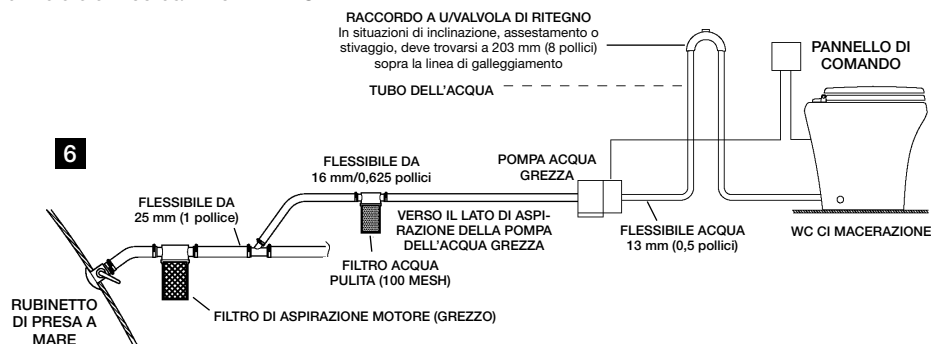 RACCORDO A U/VALVOLA DI RITEGNO
In situazioni di inclinazione, assestamento o
stivaggio, deve trovarsi a 203 mm (8 pollici)
sopra la linea di galleggiamento
PANNELLO DI
COMANDO
TUBO DELL'ACQUA
6
FLESSIBILE DA
16 mm/0,625 pollici
POMPA ACQUA
GREZZA
FLESSIBILE DA
25 mm (1 pollice)
VERSO IL LATO DI ASPI-
RAZIONE DELLA POMPA
DELL'ACQUA GREZZA
FLESSIBILE ACQUA
13 mm (0,5 pollici)
WC CI MACERAZIONE
FILTRO ACQUA
PULITA (100 MESH)
RUBINETTO
DI PRESA A
MARE
FILTRO DI ASPIRAZIONE MOTORE (GREZZO)